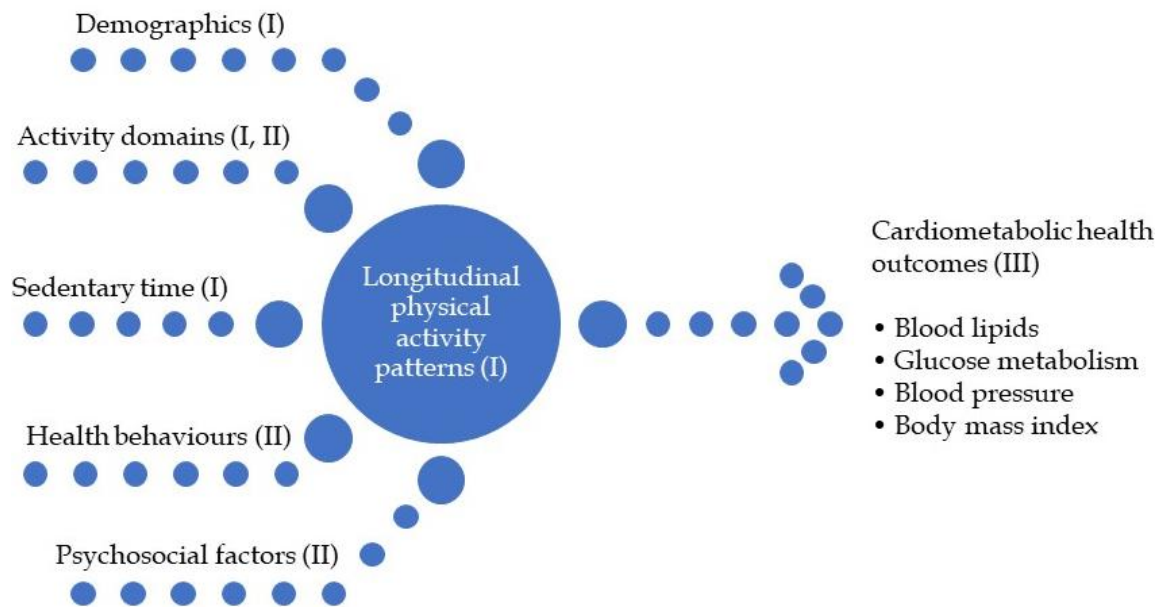 Demographics (I)
Activity domains (I, II)
Sedentary time (I)
Health behaviours (II)
Psychosocial factors (II)
Longitudinal
physical
activity
patterns (I)
Cardiometabolic health
outcomes (III)
• Blood lipids
• Glucose metabolism
• Blood pressure
• Body mass index